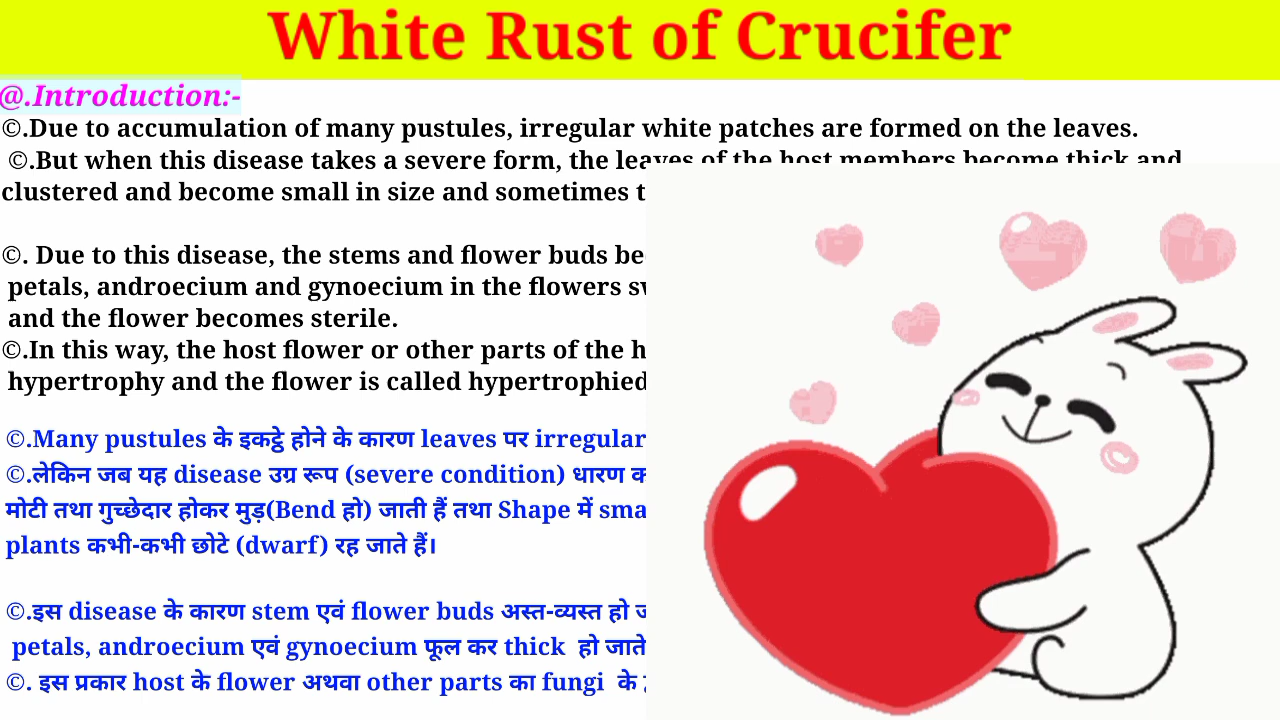 White Rust of Crucifer
@.Introduction:-
©.Due to accumulation of many pustules, irregular white patches are formed on the leaves.
©.But when this disease takes a severe form, the leaves of the host members become thick and
clustered and become small in size and sometimes
©. Due to this disease, the stems and flower buds
petals, androecium and gynoecium in the flowers
and the flower becomes sterile.
©.In this way, the host flower or other parts of the
hypertrophy and the flower is called hypertrophied
©.Many pustules के इकट्ठे होने के कारण leaves पर irregular
©.लेकिन जब यह disease उग्र रूप (severe condition) धारण
मोटी तथा गुच्छेदार होकर मुड़(Bend हो) जाती हैं तथा Shape में
plants कभी-कभी छोटे (dwarf) रह जाते हैं।
©.इस disease के कारण stem एवं flower buds अस्त-व्यस्त हो
petals, androecium एवं gynoecium फूल कर thick हो जाते
©. इस प्रकार host के flower अथवा other parts का fungi के